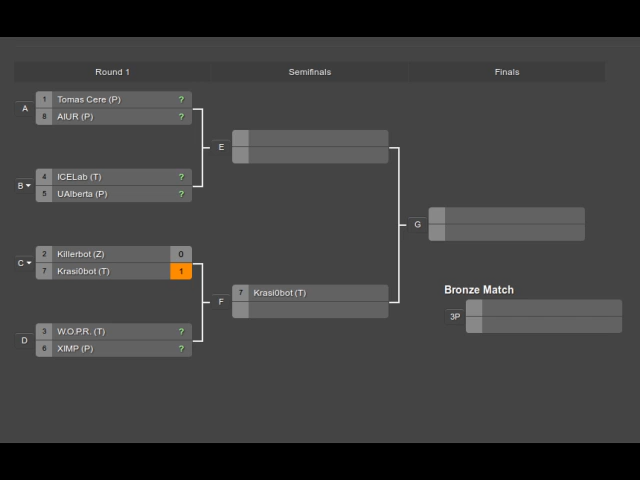 Round 1 Semifinals Finals
A 1 Tomas Cere (P) ?
8 AIUR (P) ?
E
B 4 ICELab (T) ?
5 UAlberta (P) ?
G
C 2 Killerbot (Z) 0
7 Krasi0bot (T) 1
F 7 Krasi0bot (T)
Bronze Match
3P
D 3 W.O.P.R. (T) ?
6 XIMP (P) ?